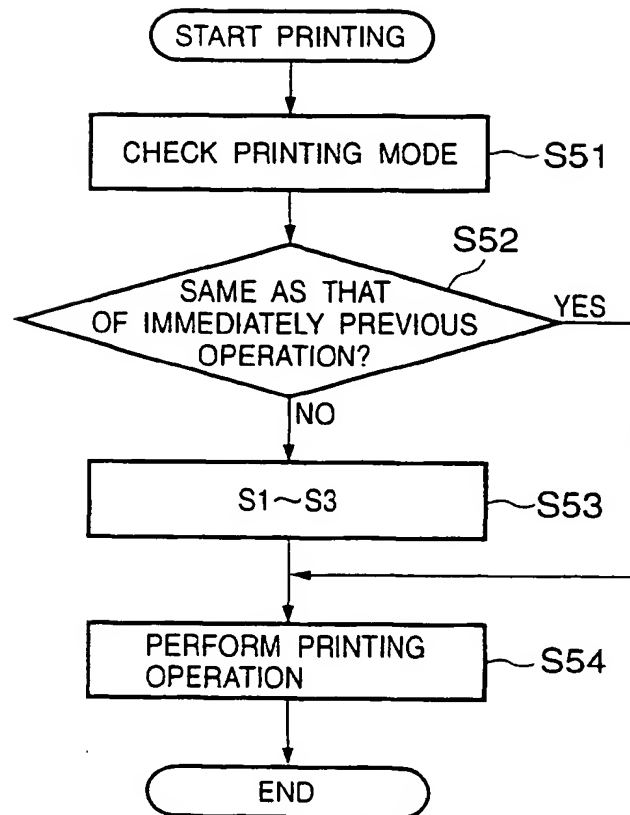 START PRINTING
CHECK PRINTING MODE
S51
S52
SAME AS THAT
OF IMMEDIATELY PREVIOUS
OPERATION?
YES
NO
S1~S3
S53
PERFORM PRINTING
OPERATION
S54
END